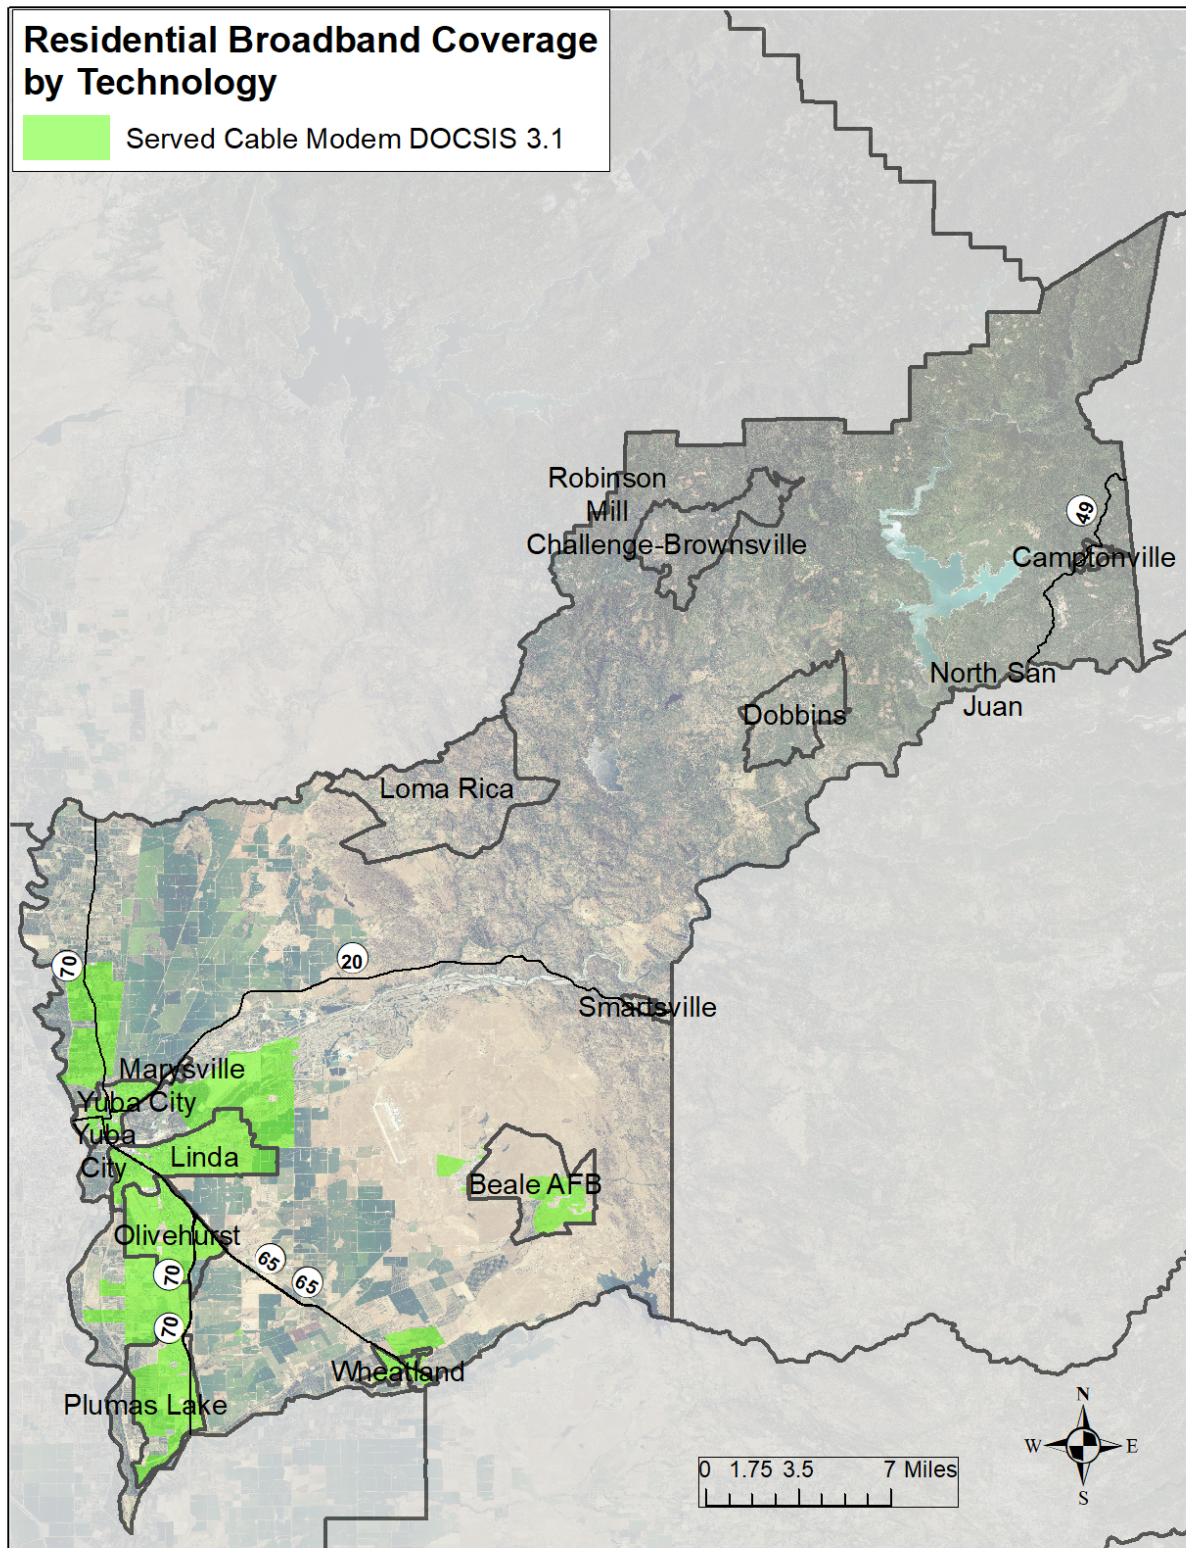 Residential Broadband Coverage
by Technology
Served Cable Modem DOCSIS 3.1
Robinson
Mill
49
Challenge-Brownsville
Camptonville
North San
Juan
Dobbins
Loma Rica
70
20
Smartsville
Marysville
Yuba City
Yuba
City
Linda
Beale AFB
Olivehurst
65
70
65
70
Wheatland
Plumas Lake
N
W
E
S
0 1.75 3.5 7 Miles